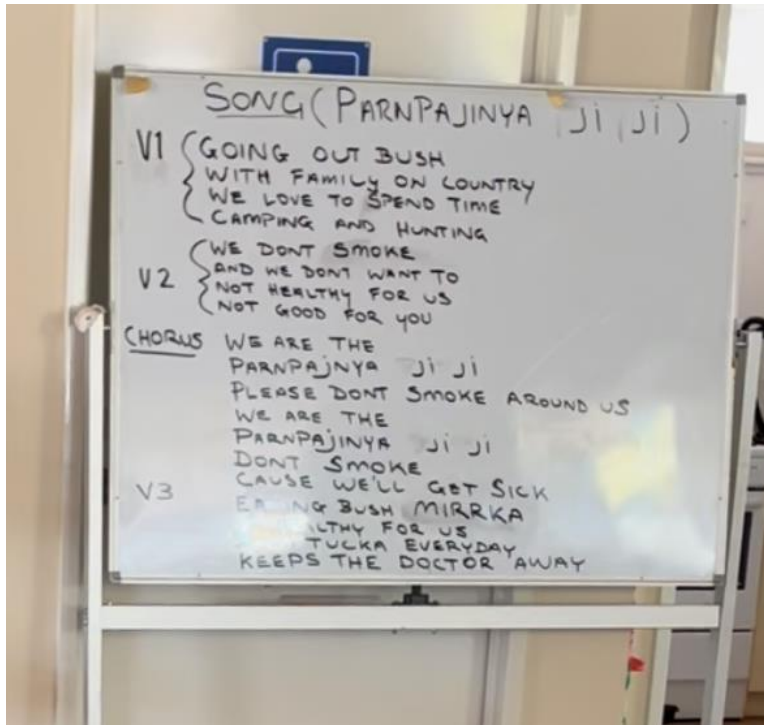 SONG (PARNPAJINYA Ji Ji)
V1 GOING OUT BUSH
WITH FAMILY ON COUNTRY
WE LOVE TO SPEND TIME
CAMPING AND HUNTING
WE DONT SMOKE
V2 AND WE DONT WANT TO
NOT HEALTHY FOR US
NOT GOOD FOR YOU
CHORUS WE ARE THE
PARNPAJNYA Ji Ji
PLEASE DONT SMOKE AROUND US
WE ARE THE
PARNPAJINYA Ji Ji
DONT SMOKE
CAUSE WE'LL GET SICK
V3 BUSH MIRRKA
FOR US
TUCKA EVERYDAY
KEEPS THE DOCTOR AWAY